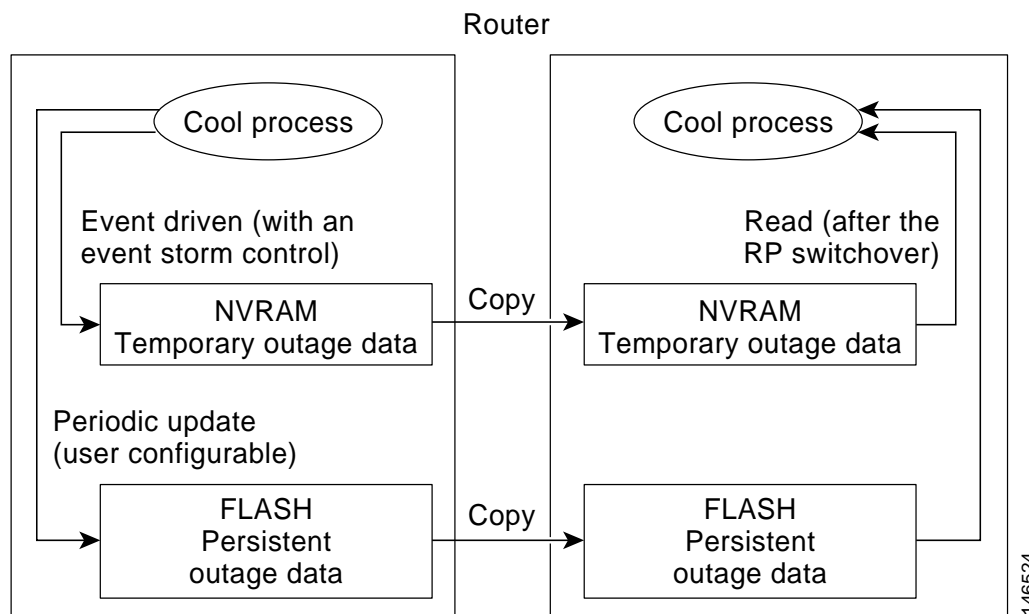 Router
Cool process
Cool process
Event driven (with an
event storm control)
Read (after the
RP switchover)
NVRAM
Temporary outage data
Copy
NVRAM
Temporary outage data
Periodic update
(user configurable)
FLASH
Persistent
outage data
Copy
FLASH
Persistent
outage data
146524